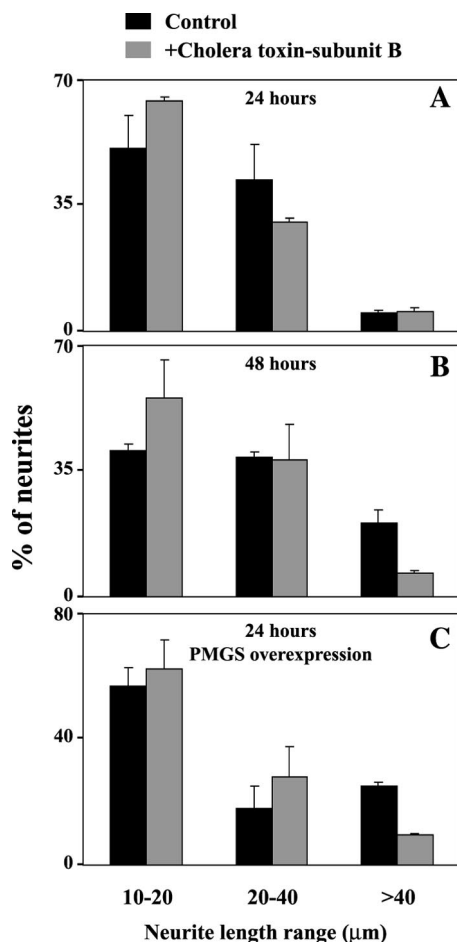 Control
+Cholera toxin-subunit B
70
24 hours
A
35
0
70
48 hours
B
35
0
% of neurites
80
24 hours
C
PMGS overexpression
40
0
10-20 20-40 >40
Neurite length range (μm)